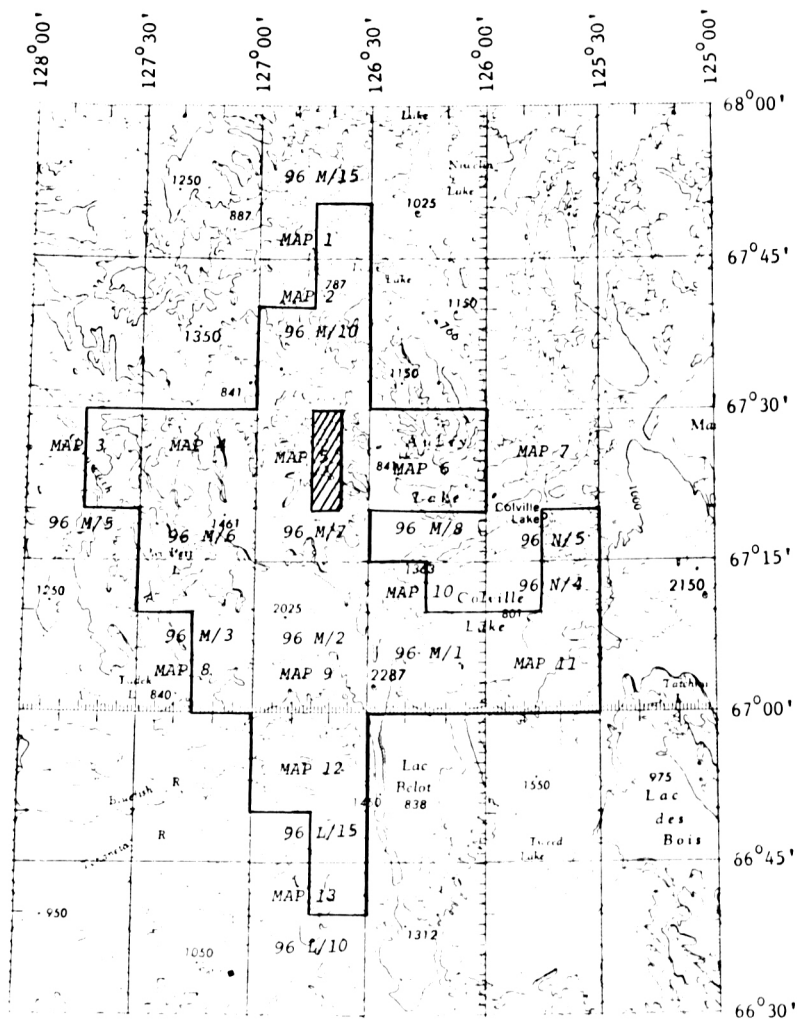 128°00'
127°30'
127°00'
126°30'
126°00'
125°30'
125°00'
68°00'
Lake
96 M/15
1250
Lake
1025
887
MAP 1
67°45'
787
Lake
MAP 2
1150
96 M/10
1350
760
1150
841
67°30'
MAP 3
MAP 4
MAP 5
MAP 6
MAP 7
Lake
Colville
Lake
96 M/5
1461
96 M/6
96 M/7
96 M/8
96 N/5
L
67°15'
1363
1250
MAP 10
Colville
96 N/4
2150
2025
801
Lake
96 M/3
96 M/2
96 M/1
MAP 8
MAP 9
2287
MAP 11
L 840
67°00'
Lac
Belot
838
MAP 12
R
1550
975
Lac
des
Bois
R
96 L/15
Lake
66°45'
MAP 13
950
1312
96 L/10
1050
66°30'